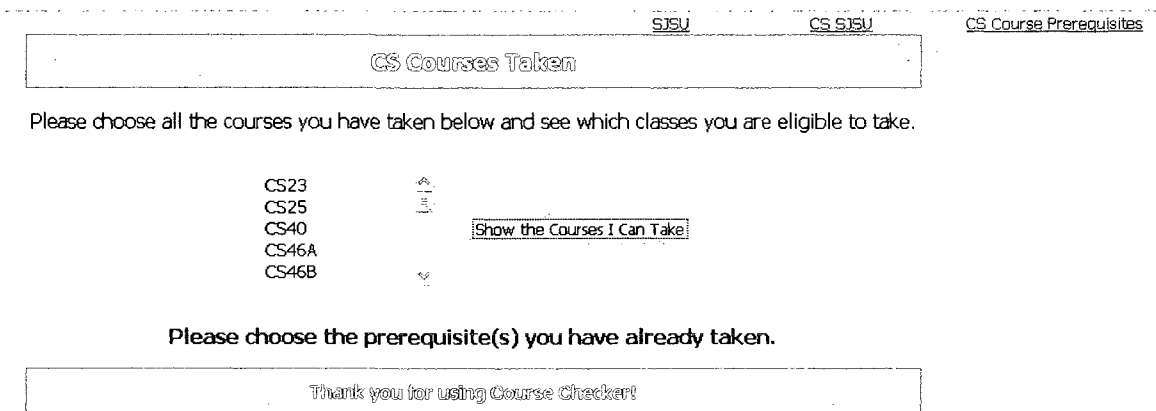 SJSU CS SJSU CS Course Prerequisites
CS Courses Taken
Please choose all the courses you have taken below and see which classes you are eligible to take.
CS23
CS25
CS40 Show the Courses I Can Take
CS46A
CS46B
Please choose the prerequisite(s) you have already taken.
Thank you for using Course Checker!